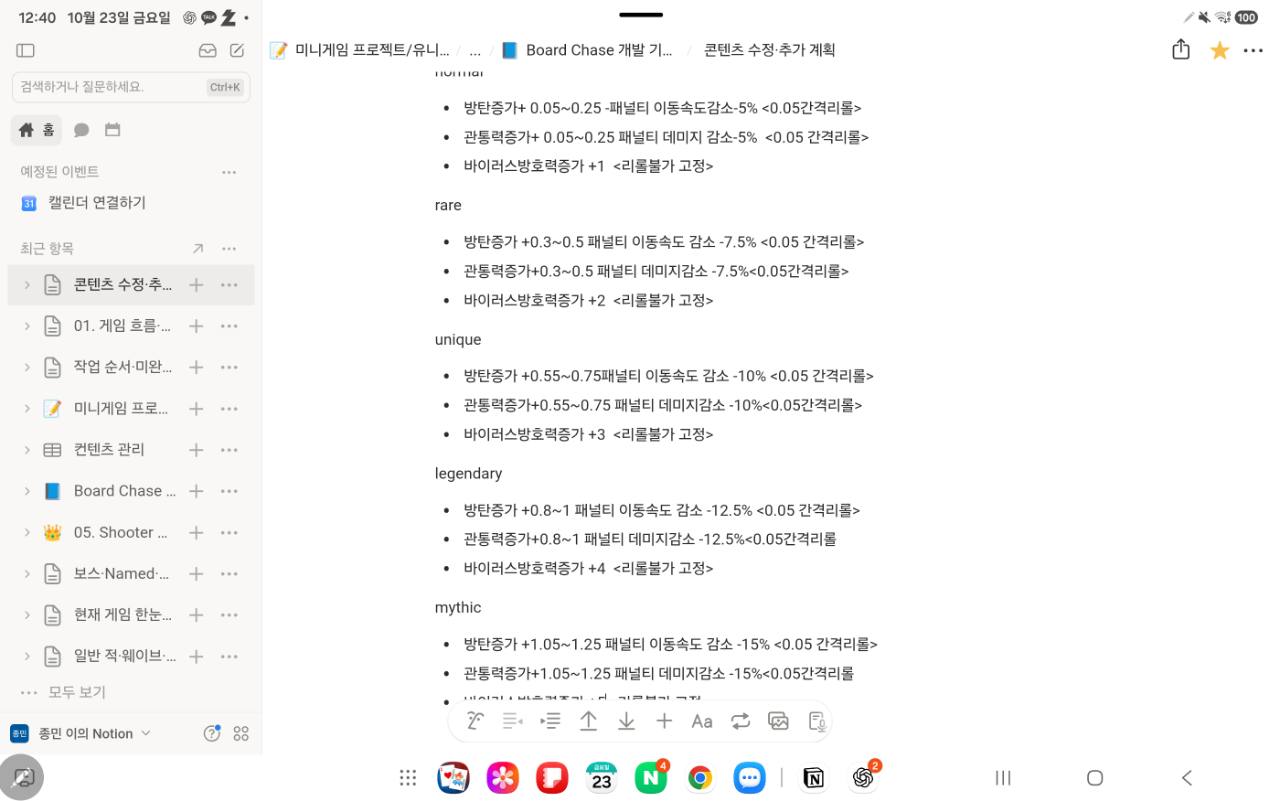 12:40 10월 23일 금요일
100
미니게임 프로젝트/유니... / ... / Board Chase 개발 기... / 콘텐츠 수정·추가 계획
검색하거나 질문하세요. Ctrl+K
홈
예정된 이벤트
31 캘린더 연결하기
최근 항목
콘텐츠 수정·추...
01. 게임 흐름·...
작업 순서·미완...
미니게임 프로...
컨텐츠 관리
Board Chase ...
05. Shooter ...
보스·Named·...
현재 게임 한눈...
일반 적·웨이브·...
모두 보기
종민 종민 이의 Notion
normal
방탄증가+ 0.05~0.25 -패널티 이동속도감소-5% <0.05간격리롤>
관통력증가+ 0.05~0.25 패널티 데미지 감소-5% <0.05 간격리롤>
바이러스방호력증가 +1 <리롤불가 고정>
rare
방탄증가 +0.3~0.5 패널티 이동속도 감소 -7.5% <0.05 간격리롤>
관통력증가+0.3~0.5 패널티 데미지감소 -7.5%<0.05간격리롤>
바이러스방호력증가 +2 <리롤불가 고정>
unique
방탄증가 +0.55~0.75패널티 이동속도 감소 -10% <0.05 간격리롤>
관통력증가+0.55~0.75 패널티 데미지감소 -10%<0.05간격리롤>
바이러스방호력증가 +3 <리롤불가 고정>
legendary
방탄증가 +0.8~1 패널티 이동속도 감소 -12.5% <0.05 간격리롤>
관통력증가+0.8~1 패널티 데미지감소 -12.5%<0.05간격리롤
바이러스방호력증가 +4 <리롤불가 고정>
mythic
방탄증가 +1.05~1.25 패널티 이동속도 감소 -15% <0.05 간격리롤>
관통력증가+1.05~1.25 패널티 데미지감소 -15%<0.05간격리롤
Aa
금요일
23
N
4
2